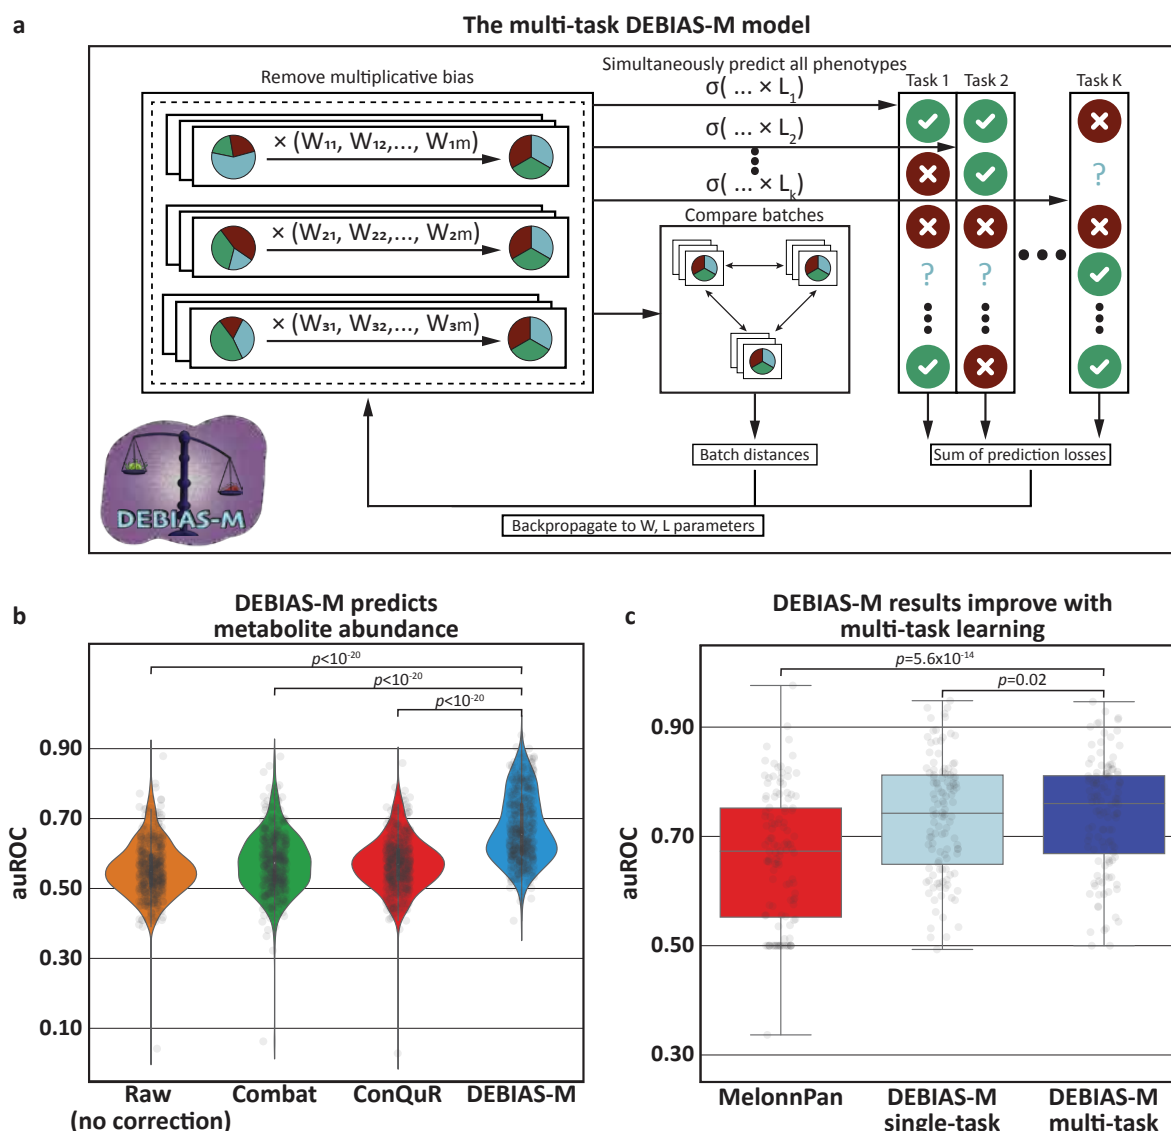 a
The multi-task DEBIAS-M model
Remove multiplicative bias
Simultaneously predict all phenotypes
Task 1
Task 2
Task K
σ( ... × L1)
σ( ... × L2)
σ( ... × Lk)
× (W11, W12,..., W1m)
× (W21, W22,..., W2m)
× (W31, W32,..., W3m)
Compare batches
?
? ?
Batch distances
Sum of prediction losses
DEBIAS-M
Backpropagate to W, L parameters
b
DEBIAS-M predicts
metabolite abundance
p<10-20
p<10-20
p<10-20
auROC
0.90
0.70
0.50
0.30
0.10
Raw
(no correction)
Combat
ConQuR
DEBIAS-M
c
DEBIAS-M results improve with
multi-task learning
p=5.6x10-14
p=0.02
auROC
0.90
0.70
0.50
0.30
MelonnPan
DEBIAS-M
single-task
DEBIAS-M
multi-task